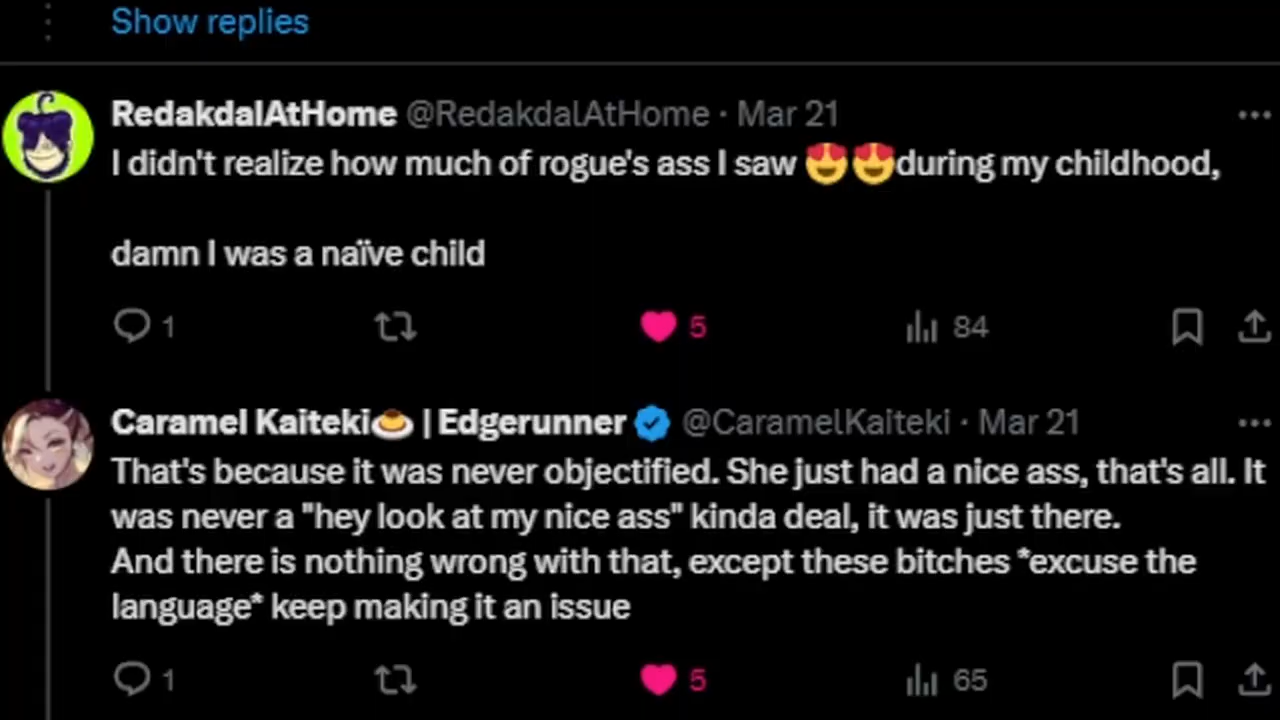 Show replies
RedakdalAtHome @RedakdalAtHome · Mar 21
I didn't realize how much of rogue's ass I saw 😍😍during my childhood,
damn I was a naïve child
1 5 84
Caramel Kaiteki🍮 | Edgerunner @CaramelKaiteki · Mar 21
That's because it was never objectified. She just had a nice ass, that's all. It
was never a "hey look at my nice ass" kinda deal, it was just there.
And there is nothing wrong with that, except these bitches *excuse the
language* keep making it an issue
1 5 65